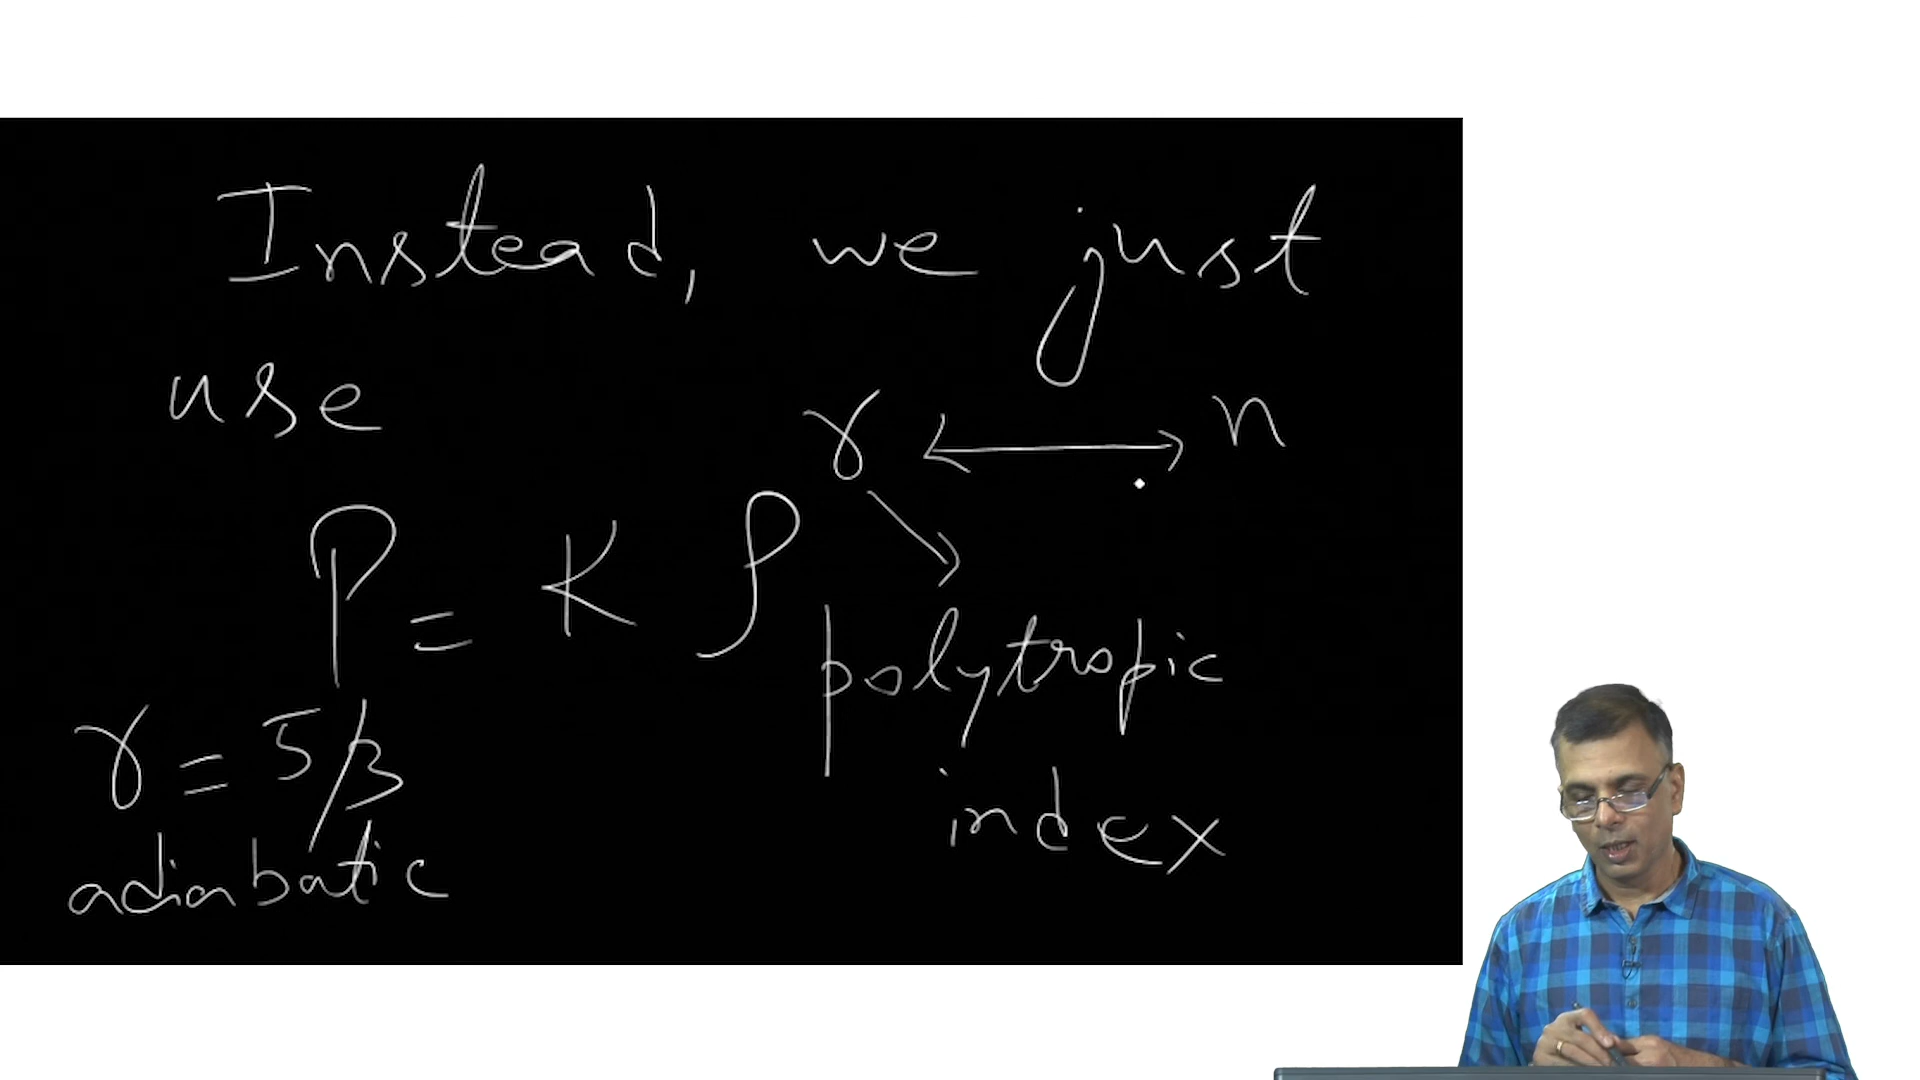 Instead, we just
use
γ ↔ n
P = K ρ
polytropic
index
γ = 5/3
adiabatic